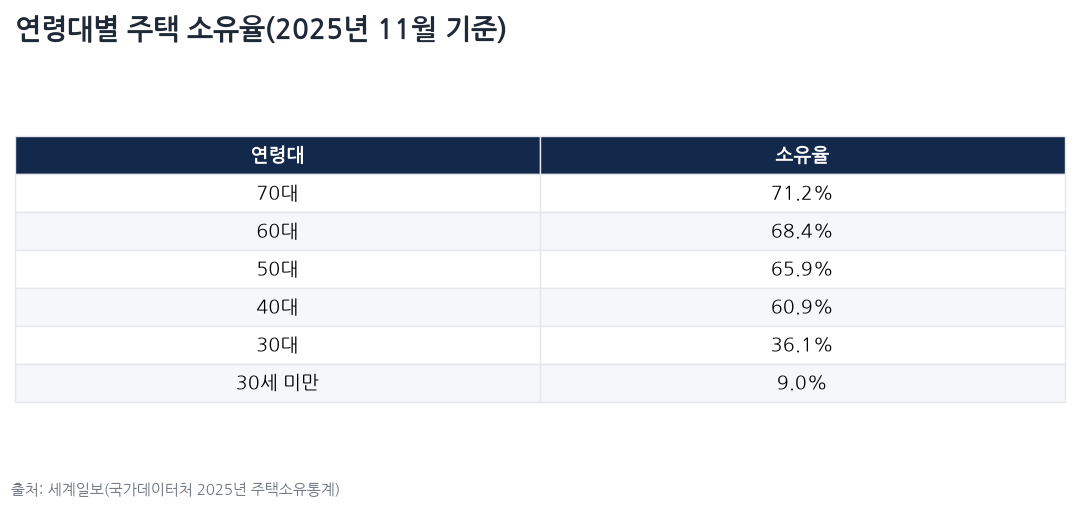 연령대별 주택 소유율(2025년 11월 기준)
연령대 소유율
70대 71.2%
60대 68.4%
50대 65.9%
40대 60.9%
30대 36.1%
30세 미만 9.0%
출처: 세계일보(국가데이터처 2025년 주택소유통계)